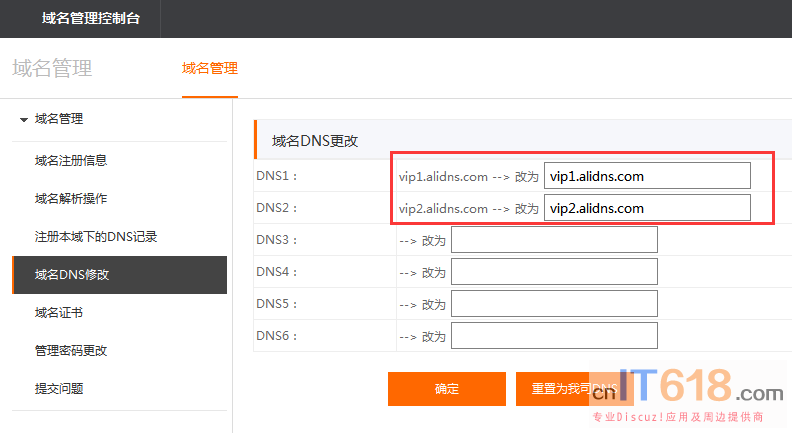 域名管理控制台
域名管理
域名管理
域名管理
域名注册信息
域名解析操作
注册本域下的DNS记录
域名DNS修改
域名证书
管理密码更改
提交问题
域名DNS更改
DNS1： vip1.alidns.com --> 改为 vip1.alidns.com
DNS2： vip2.alidns.com --> 改为 vip2.alidns.com
DNS3： --> 改为
DNS4： --> 改为
DNS5： --> 改为
DNS6： --> 改为
确定 重置为我司DNS
cnIT618.com
专业Discuz!应用及周边提供商